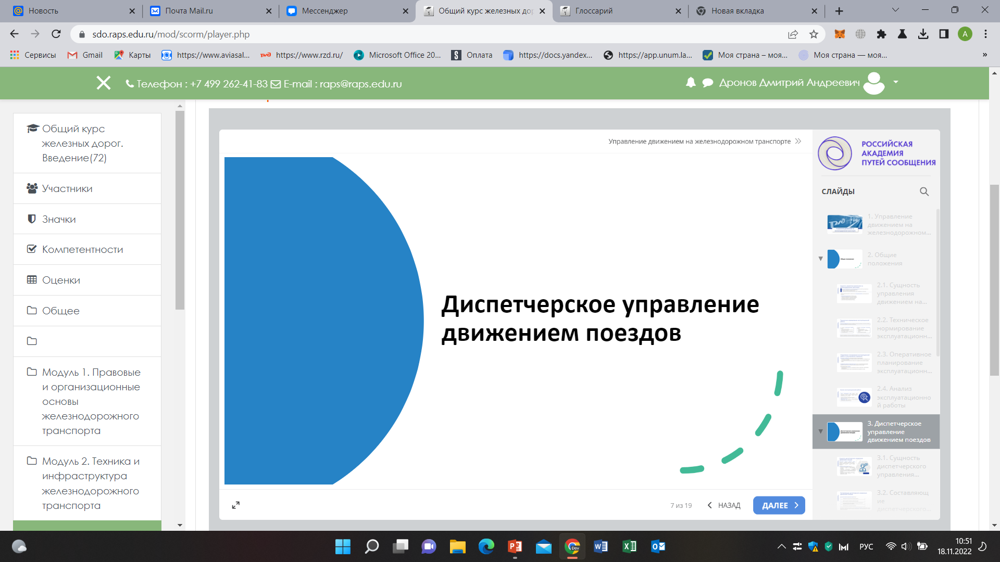 Новость
Почта Mail.ru
Мессенджер
Общий курс железных дор
Глоссарий
Новая вкладка
sdo.raps.edu.ru/mod/scorm/player.php
A
Сервисы
Gmail
Карты
https://www.aviasal...
https://www.rzd.ru/
Microsoft Office 20...
Оплата
https://docs.yandex...
https://app.unum.la...
Моя страна – моя...
Моя страна — моя...
»
Телефон : +7 499 262-41-83 E-mail : raps@raps.edu.ru
Дронов Дмитрий Андреевич
Общий курс
железных дорог.
Введение(72)
Участники
Значки
Компетентности
Оценки
Общее
Модуль 1. Правовые
и организационные
основы
железнодорожного
транспорта
Модуль 2. Техника и
инфраструктура
железнодорожного
транспорта
Управление движением на железнодорожном транспорте
Диспетчерское управление
движением поездов
7 из 19
НАЗАД
ДАЛЕЕ
РОССИЙСКАЯ
АКАДЕМИЯ
ПУТЕЙ СООБЩЕНИЯ
СЛАЙДЫ
1. Управление
движением на
железнодорожном...
2. Общие
положения
2.1. Сущность
управления
движением на...
2.2. Техническое
нормирование
эксплуатационн...
2.3. Оперативное
планирование
эксплуатационн...
2.4. Анализ
эксплуатационно
й работы
3. Диспетчерское
управление
движением поездов
3.1. Сущность
диспетчерского
управления...
3.2. Составляющ
ие
диспетчерского...
Dev
РУС
10:51
18.11.2022